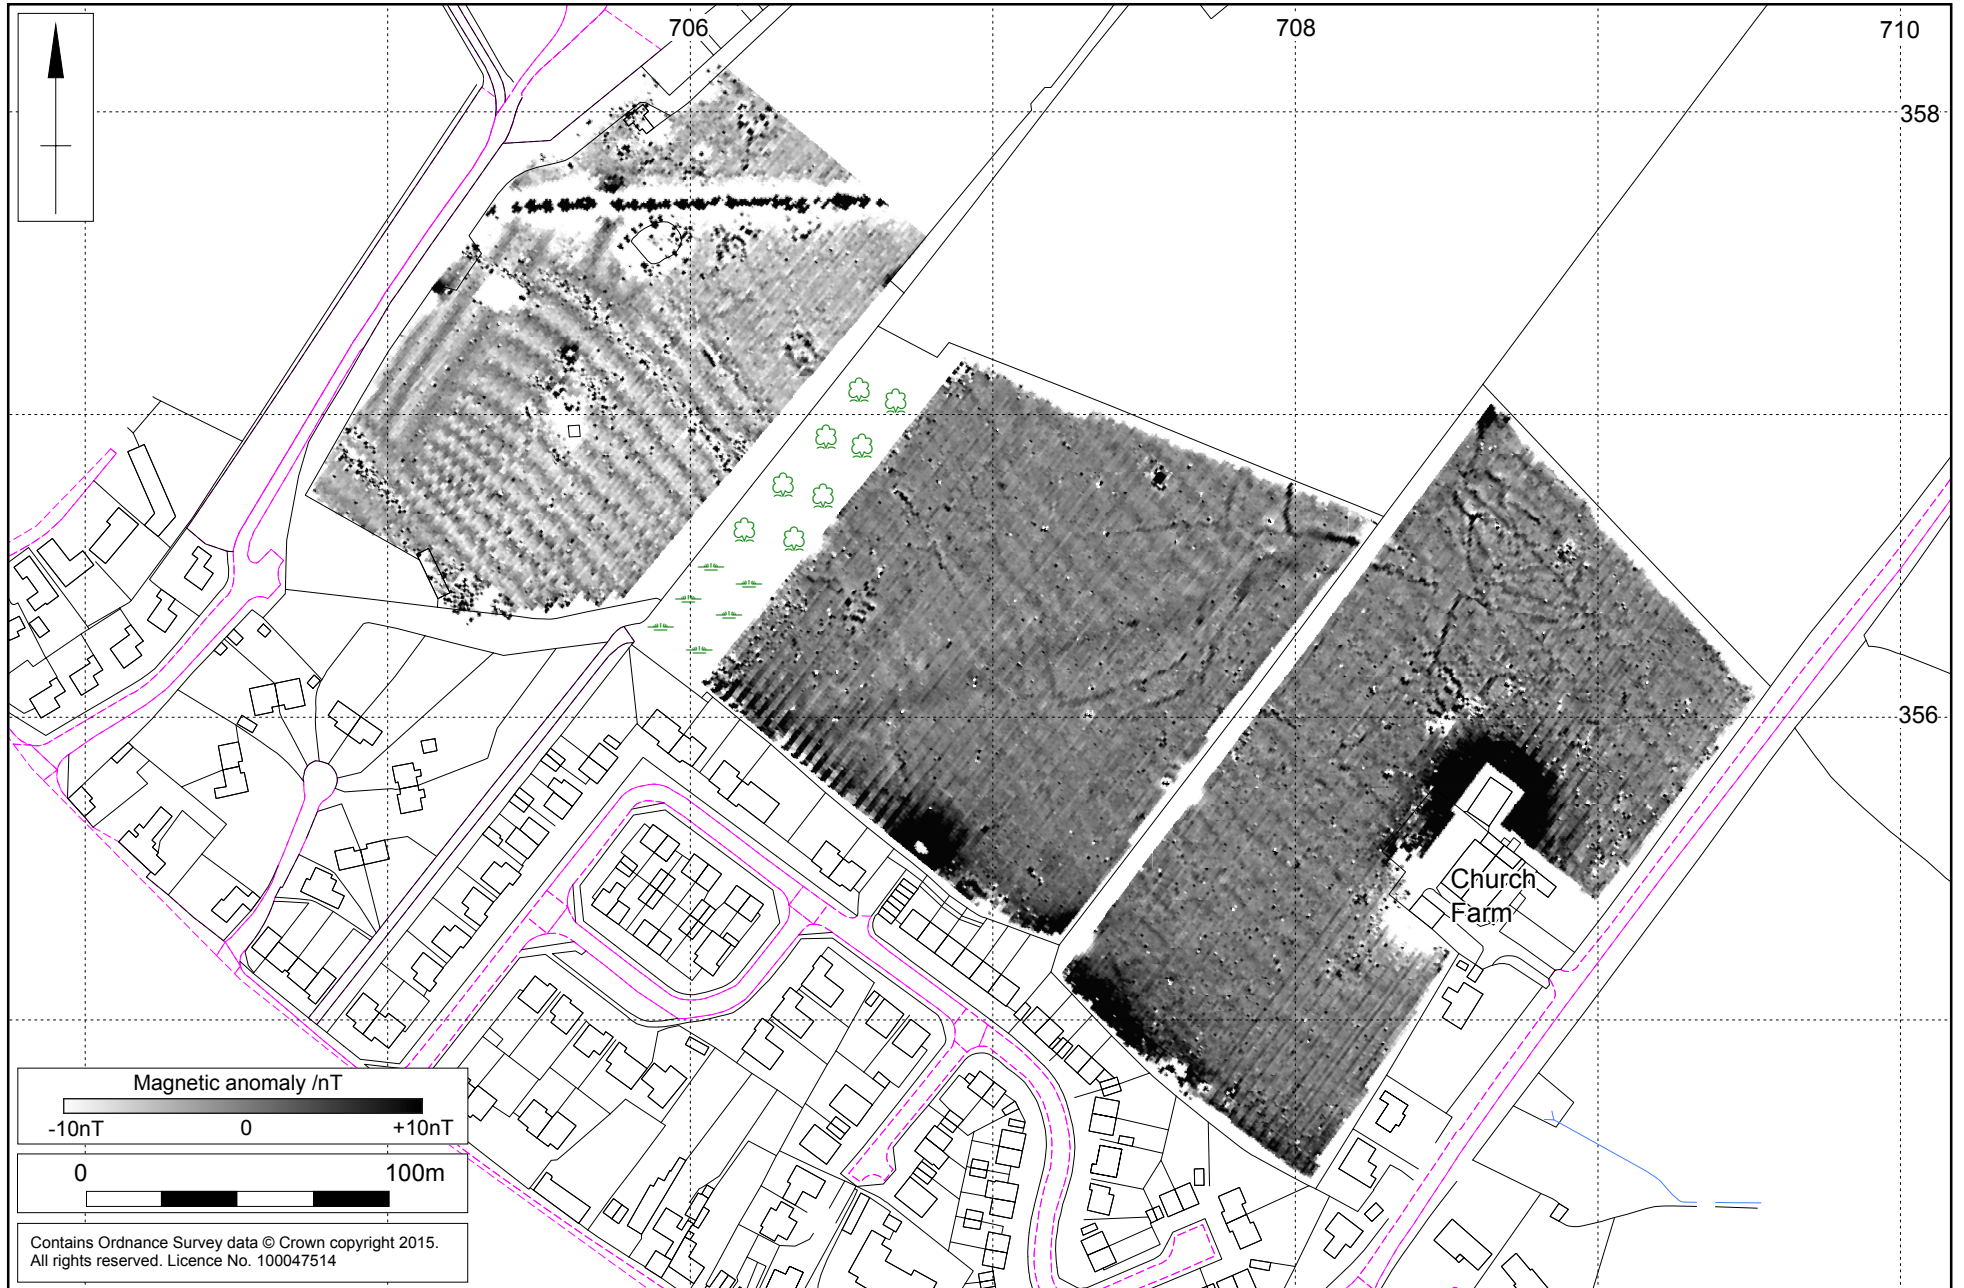 706
708
710
358
356
Church
Farm
Magnetic anomaly /nT
-10nT 0 +10nT
0 100m
Contains Ordnance Survey data © Crown copyright 2015.
All rights reserved. Licence No. 100047514